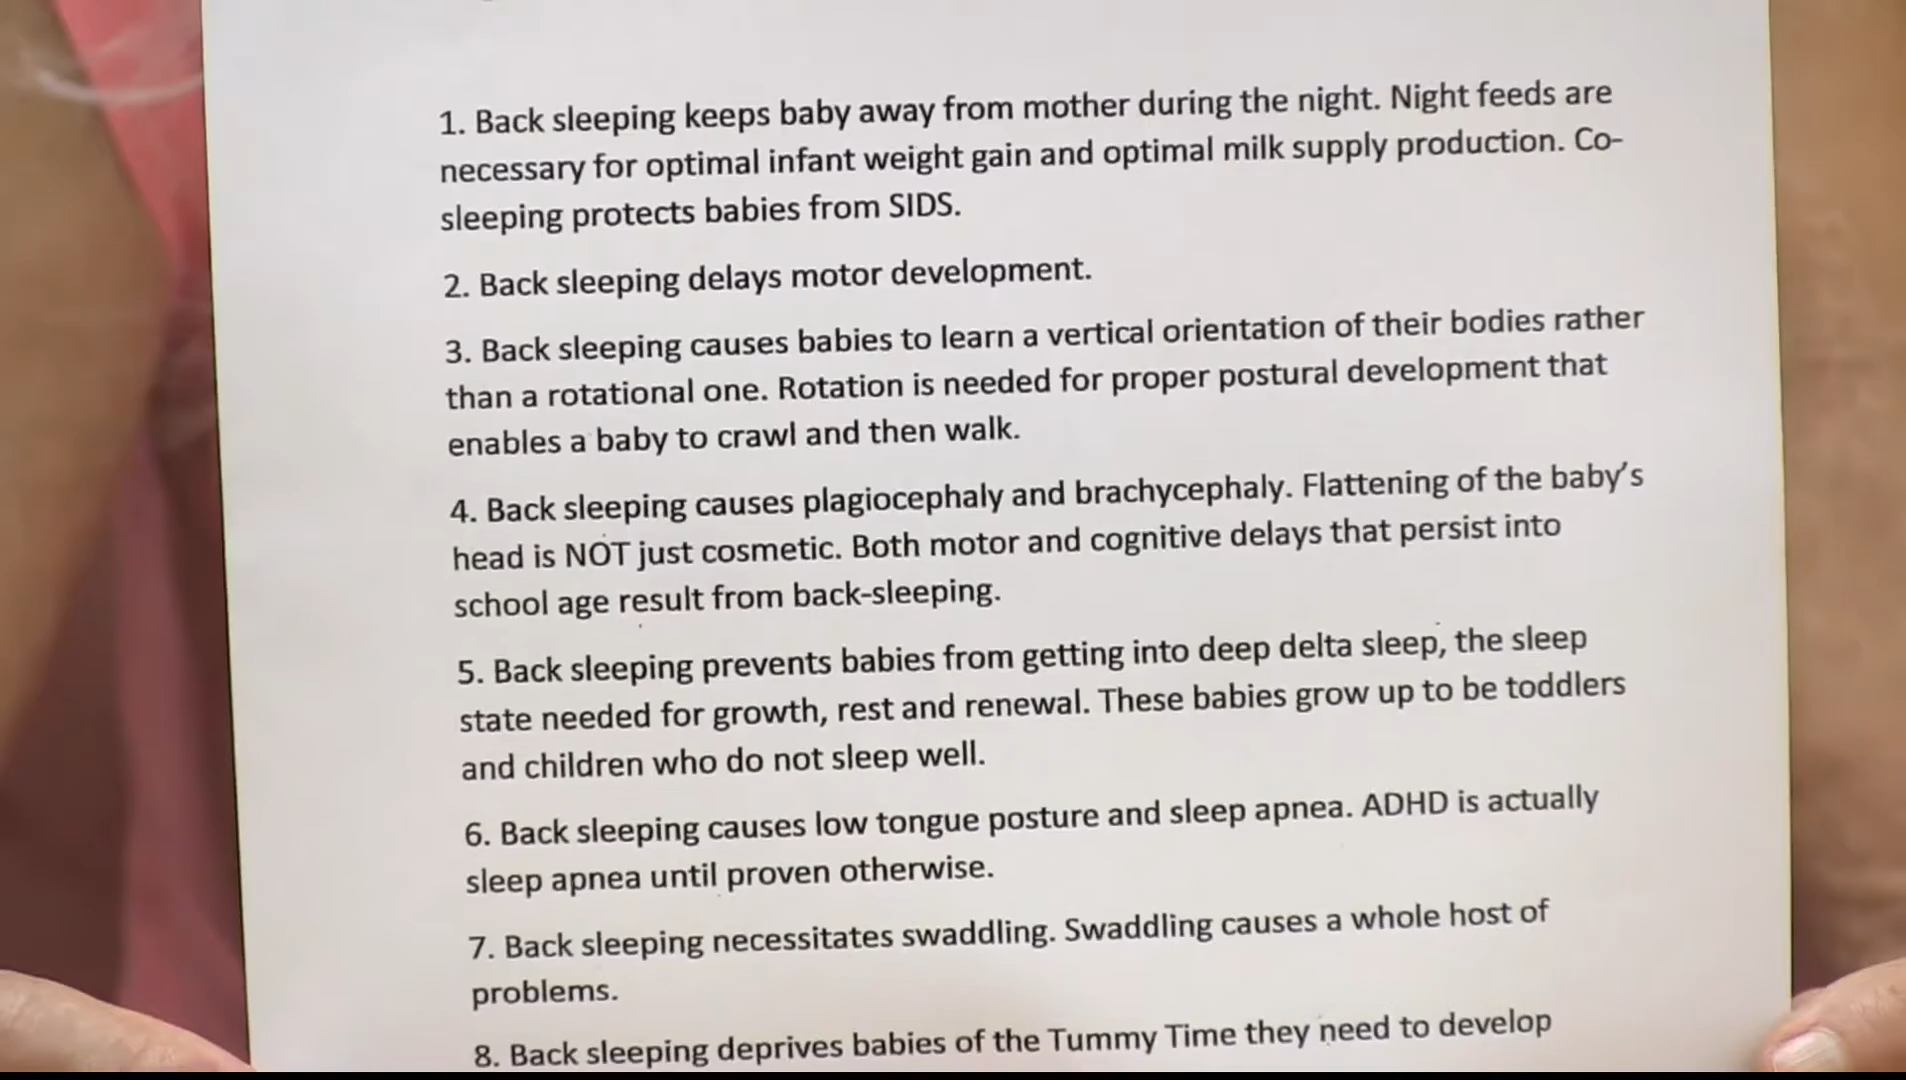 1. Back sleeping keeps baby away from mother during the night. Night feeds are
necessary for optimal infant weight gain and optimal milk supply production. Co-
sleeping protects babies from SIDS.
2. Back sleeping delays motor development.
3. Back sleeping causes babies to learn a vertical orientation of their bodies rather
than a rotational one. Rotation is needed for proper postural development that
enables a baby to crawl and then walk.
4. Back sleeping causes plagiocephaly and brachycephaly. Flattening of the baby's
head is NOT just cosmetic. Both motor and cognitive delays that persist into
school age result from back-sleeping.
5. Back sleeping prevents babies from getting into deep delta sleep, the sleep
state needed for growth, rest and renewal. These babies grow up to be toddlers
and children who do not sleep well.
6. Back sleeping causes low tongue posture and sleep apnea. ADHD is actually
sleep apnea until proven otherwise.
7. Back sleeping necessitates swaddling. Swaddling causes a whole host of
problems.
8. Back sleeping deprives babies of the Tummy Time they need to develop